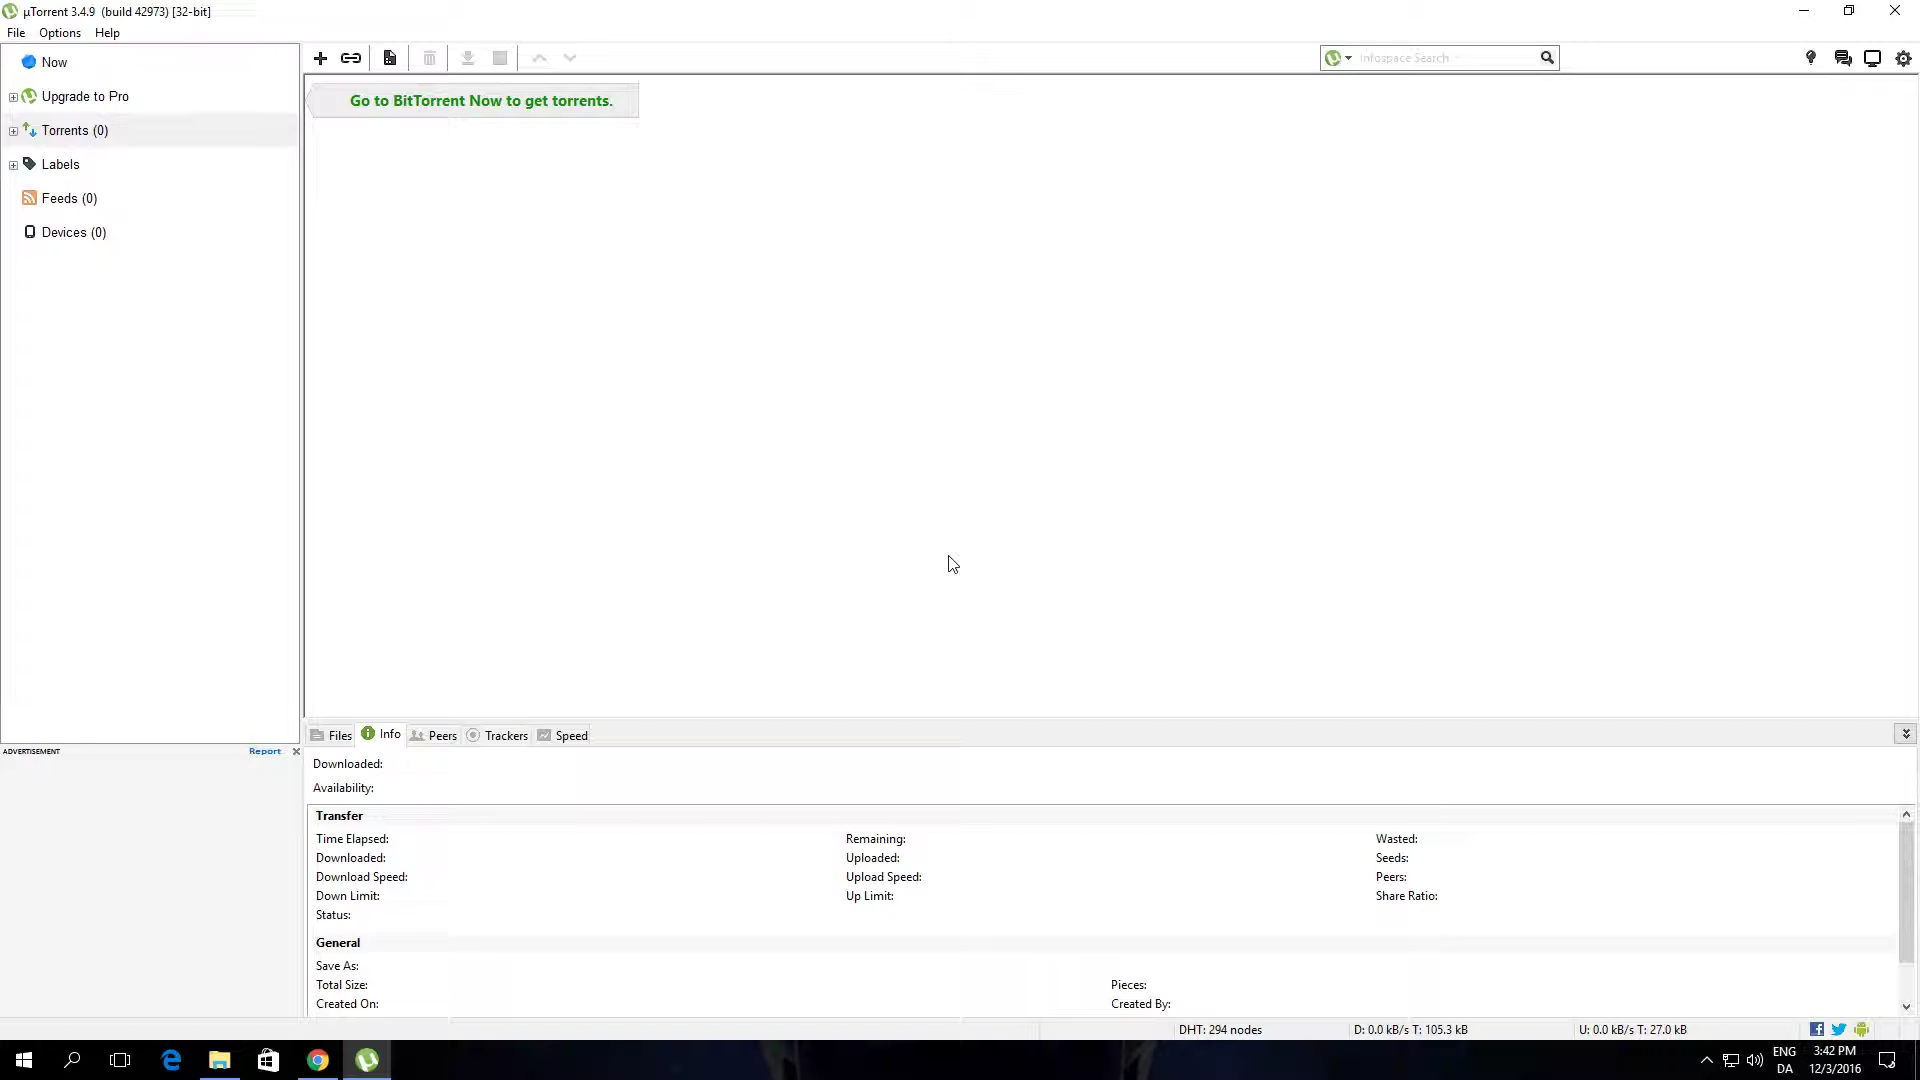 µTorrent 3.4.9 (build 42973) [32-bit]
File Options Help
Now
Upgrade to Pro
Torrents (0)
Labels
Feeds (0)
Devices (0)
Infospace Search
Go to BitTorrent Now to get torrents.
ADVERTISEMENT Report
Files Info Peers Trackers Speed
Downloaded:
Availability:
Transfer
Time Elapsed: Remaining: Wasted:
Downloaded: Uploaded: Seeds:
Download Speed: Upload Speed: Peers:
Down Limit: Up Limit: Share Ratio:
Status:
General
Save As:
Total Size: Pieces:
Created On: Created By:
DHT: 294 nodes D: 0.0 kB/s T: 105.3 kB U: 0.0 kB/s T: 27.0 kB
ENG 3:42 PM
DA 12/3/2016